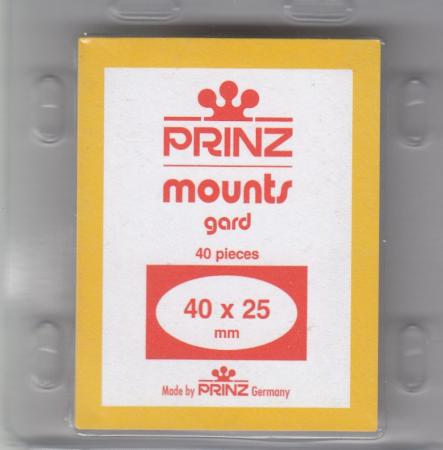 PRINZ
mounts
gard
40 pieces
40 x 25
mm
Made by PRINZ Germany